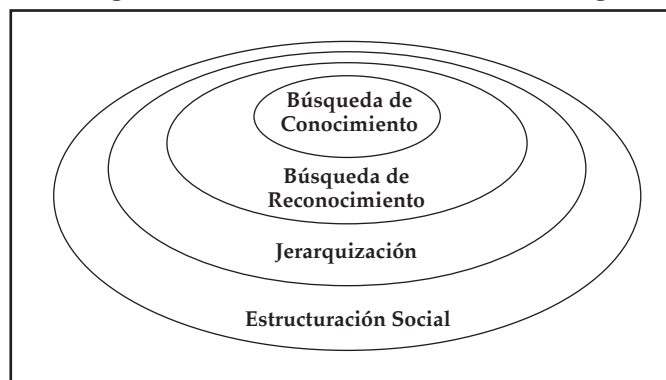 Búsqueda de
Conocimiento
Búsqueda de
Reconocimiento
Jerarquización
Estructuración Social